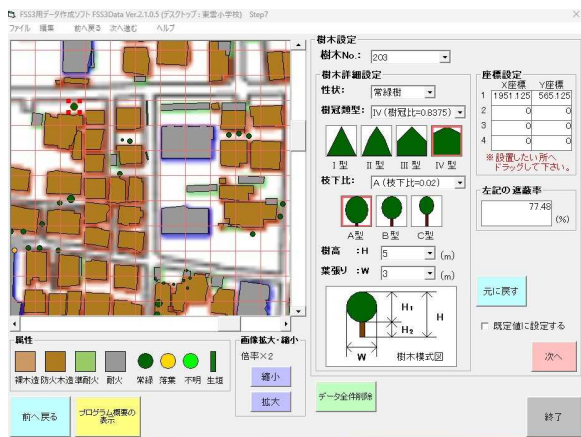 FSS3用データ作成ソフト FSS3Data Ver.2.1.0.5 (デスクトップ：東雲小学校) Step7
ファイル 編集 前へ戻る 次へ進む ヘルプ
樹木設定
樹木No.: 203
樹木詳細設定
性状: 常緑樹
樹冠類型: IV (樹冠比=0.8375)
I 型 II 型 III 型 IV 型
枝下比: A (枝下比=0.02)
A型 B型 C型
樹高 :H 5 (m)
葉張り :W 3 (m)
H₁
H
H₂
W 樹木模式図
座標設定
X座標 Y座標
1 1951.125 565.125
2 0 0
3 0 0
4 0 0
※設置したい所へ
ドラッグして下さい。
左記の遮蔽率
77.48
(%)
元に戻す
既定値に設定する
次へ
属性
裸木造 防火木造 準耐火 耐火 常緑 落葉 不明 生垣
画像拡大・縮小
倍率×2
縮小
拡大
データ全件削除
前へ戻る
プログラム概要の
表示
終了